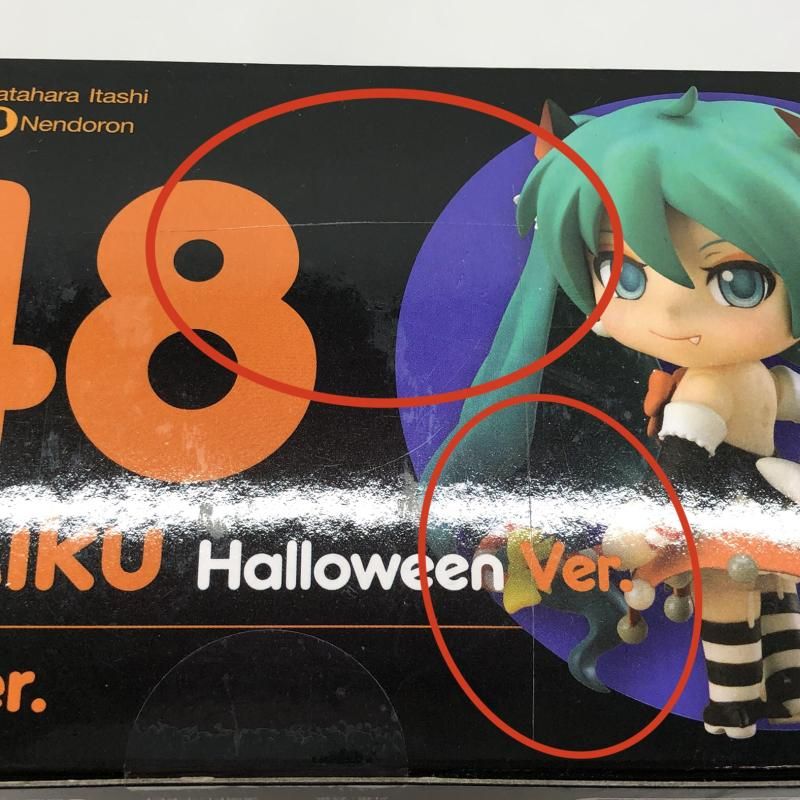 atahara Itashi
Nendoron
48
IKU Halloween Ver.
er.